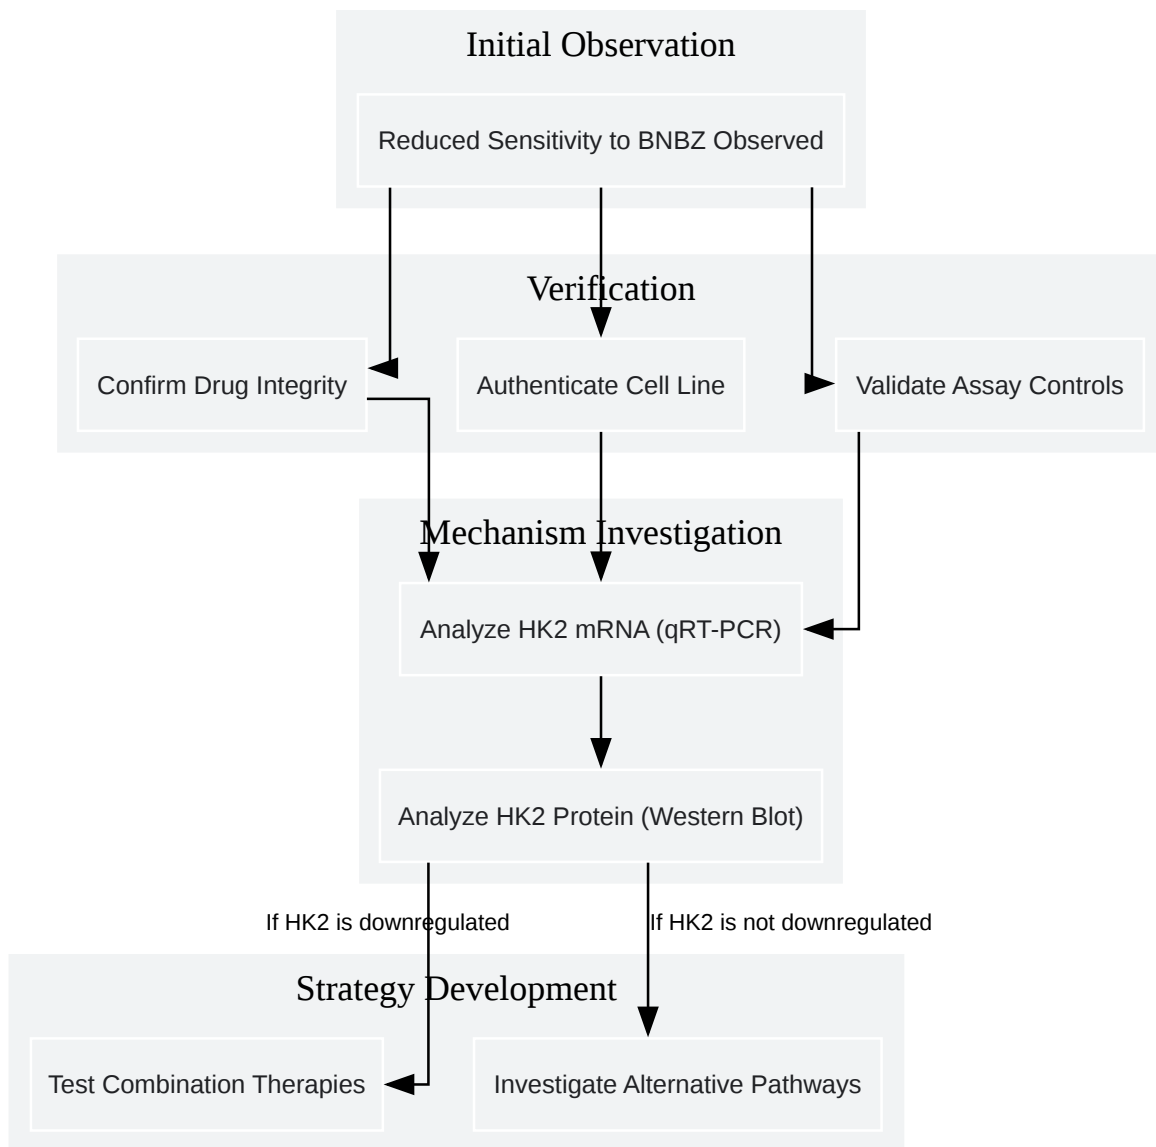 Initial Observation
Reduced Sensitivity to BNBZ Observed
Verification
Confirm Drug Integrity
Authenticate Cell Line
Validate Assay Controls
Mechanism Investigation
Analyze HK2 mRNA (qRT-PCR)
Analyze HK2 Protein (Western Blot)
If HK2 is downregulated
If HK2 is not downregulated
Strategy Development
Test Combination Therapies
Investigate Alternative Pathways